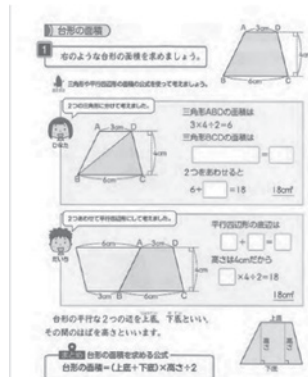 台形の面積
1
右のような台形の面積を求めましょう。
A 3cm D
4cm
B 6cm C
三角形や平行四辺形の面積の公式を使って考えましょう。
2つの三角形に分けて考えました。
A 3cm D
4cm
B 6cm C
三角形ABDの面積は
3×4÷2=6
三角形BCDの面積は
=
2つをあわせると
6+ =18 18cm²
2つあわせて平行四辺形にして考えました。
6cm A 3cm D
4cm
3cm B 6cm C
平行四辺形の底辺は
+ =
高さは4cmだから
×4÷2=18
18cm²
台形の平行な2つの辺を上底、下底といい、
その間のはばを高さといいます。
上底
高さ 高さ
下底
まとめ 台形の面積を求める公式
台形の面積=(上底+下底)×高さ÷2